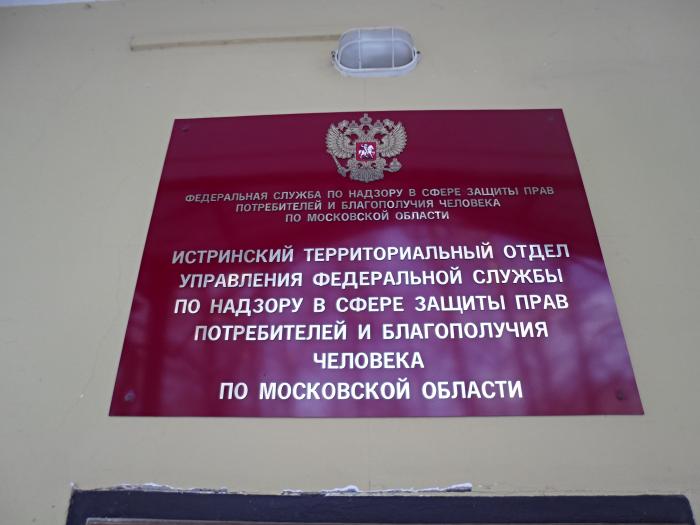 ФЕДЕРАЛЬНАЯ СЛУЖБА ПО НАДЗОРУ В СФЕРЕ ЗАЩИТЫ ПРАВ
ПОТРЕБИТЕЛЕЙ И БЛАГОПОЛУЧИЯ ЧЕЛОВЕКА
ПО МОСКОВСКОЙ ОБЛАСТИ
ИСТРИНСКИЙ ТЕРРИТОРИАЛЬНЫЙ ОТДЕЛ
УПРАВЛЕНИЯ ФЕДЕРАЛЬНОЙ СЛУЖБЫ
ПО НАДЗОРУ В СФЕРЕ ЗАЩИТЫ ПРАВ
ПОТРЕБИТЕЛЕЙ И БЛАГОПОЛУЧИЯ
ЧЕЛОВЕКА
ПО МОСКОВСКОЙ ОБЛАСТИ